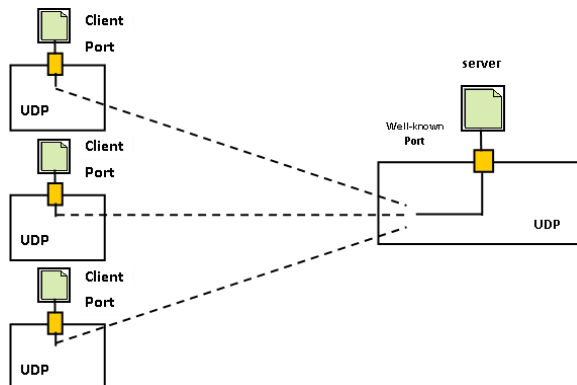 Client
Port
UDP
server
Well-known
Port
Client
Port
UDP
UDP
Client
Port
UDP